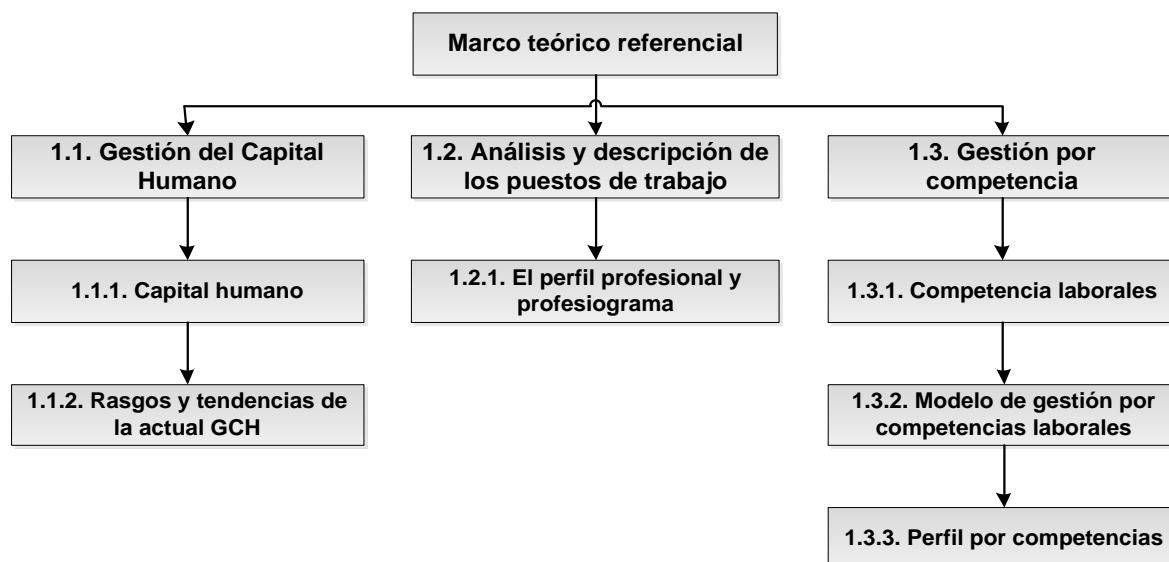 Marco teórico referencial
1.1. Gestión del Capital
Humano
1.2. Análisis y descripción de
los puestos de trabajo
1.3. Gestión por
competencia
1.1.1. Capital humano
1.2.1. El perfil profesional y
profesiograma
1.3.1. Competencia laborales
1.1.2. Rasgos y tendencias de
la actual GCH
1.3.2. Modelo de gestión por
competencias laborales
1.3.3. Perfil por competencias